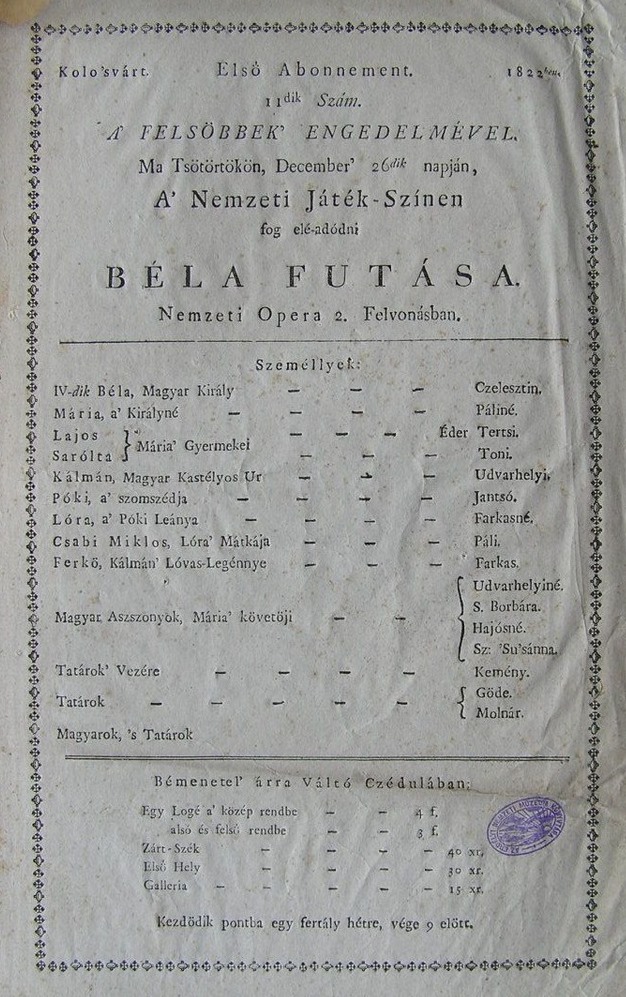 Kolo'svárt. Első Abonnement. 1822ben.
11dik Szám.
A' FELSŐBBEK' ENGEDELMÉVEL.
Ma Tsötörtökön, December' 26dik napján,
A' Nemzeti Játék-Színen
fog elé-adódni
BÉLA FUTÁSA.
Nemzeti Opera 2. Felvonásban.
Személlyek:
IV-dik Béla, Magyar Király — — — Czelesztin.
Mária, a' Királyné — — — — Páliné.
Lajos } Mária' Gyermekei — — — Éder Tertsi.
Sarólta } — — — Toni.
Kálmán, Magyar Kastélyos Ur — — — Udvarhelyi.
Póki, a' szomszédja — — — — Jantsó.
Lóra, a' Póki Leánya — — — — Farkasné.
Csabi Miklos, Lóra' Mátkája — — — Páli.
Ferkó, Kálmán' Lóvas-Legénnye — — — Farkas.
Magyar Aszszonyok, Mária' követőji — — { Udvarhelyiné.
S. Borbára.
Hajósné.
Sz: 'Su'sánna.
Tatárok' Vezére — — — — Kemény.
Tatárok — — — — — { Göde.
Molnár.
Magyarok, 's Tatárok
Bémenetel' árra Váltó Czédulában:
Egy Logé a' közép rendbe — — 4 f.
alsó és felső rendbe — — 3 f.
Zárt-Szék — — — — 40 xr.
Első Hely — — — — 30 xr.
Galleria — — — — — 15 xr.
Kezdődik pontba egy fertály hétre, vége 9 előtt.